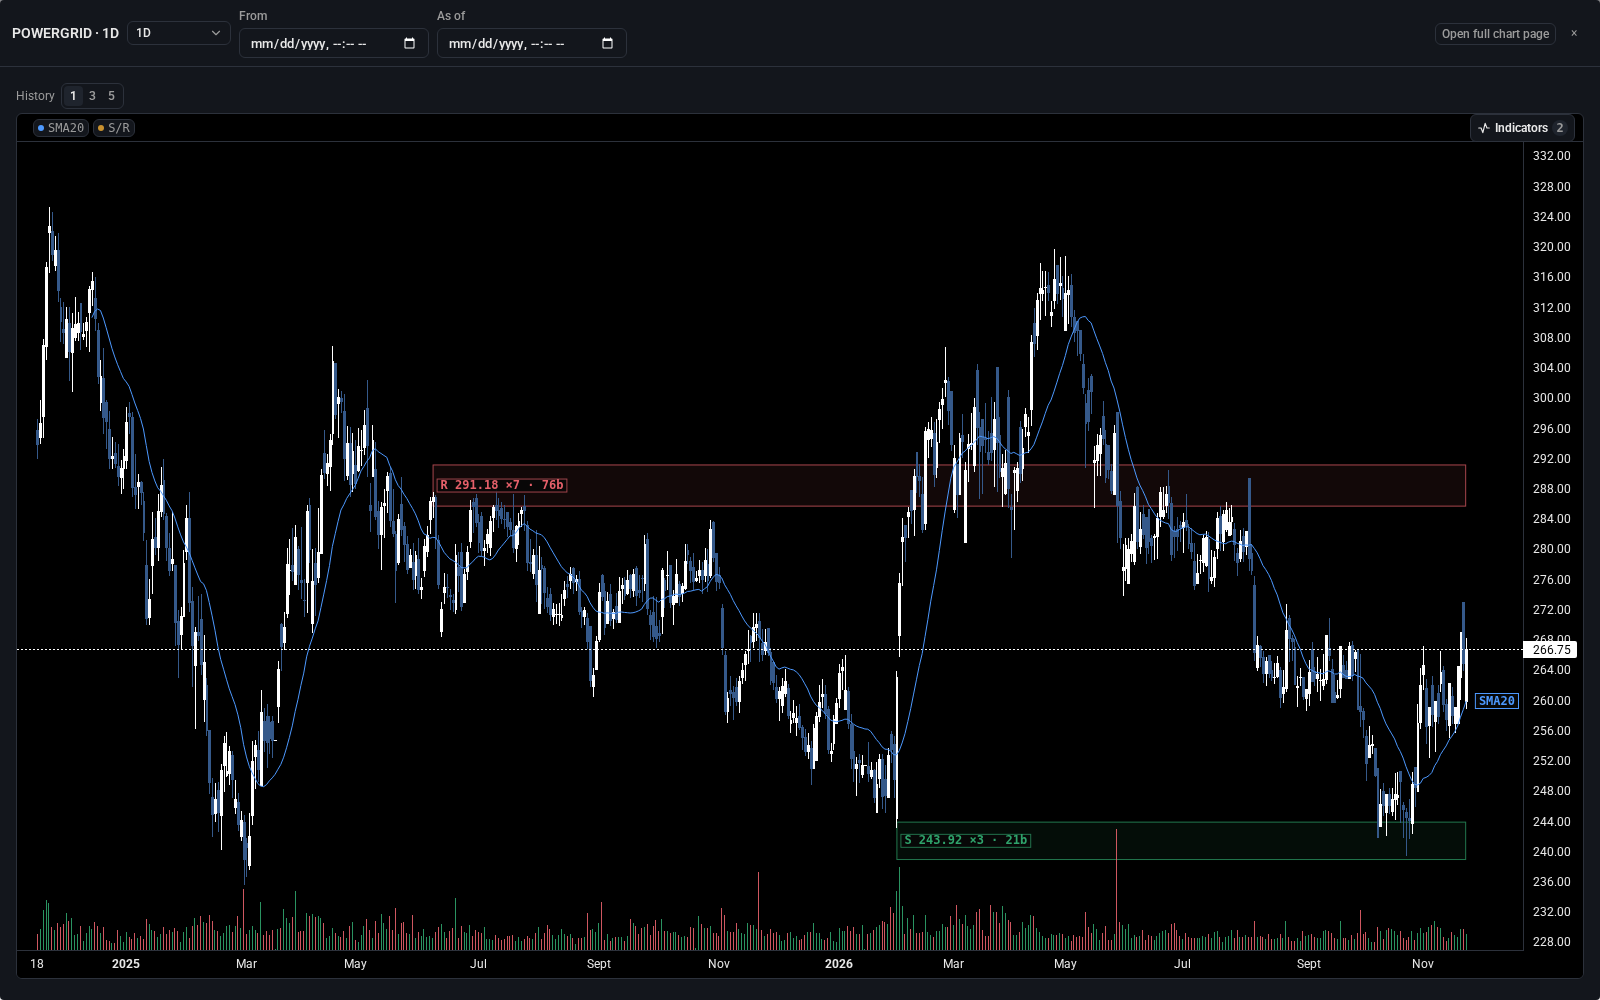 POWERGRID · 1D
1D
From
mm/dd/yyyy, --:-- --
As of
mm/dd/yyyy, --:-- --
Open full chart page
×
History
1 3 5
SMA20
S/R
Indicators 2
332.00
328.00
324.00
320.00
316.00
312.00
308.00
304.00
300.00
296.00
292.00
288.00
284.00
280.00
276.00
272.00
268.00
266.75
264.00
260.00
256.00
252.00
248.00
244.00
240.00
236.00
232.00
228.00
R 291.18 ×7 · 76b
SMA20
S 243.92 ×3 · 21b
18 2025 Mar May Jul Sept Nov 2026 Mar May Jul Sept Nov